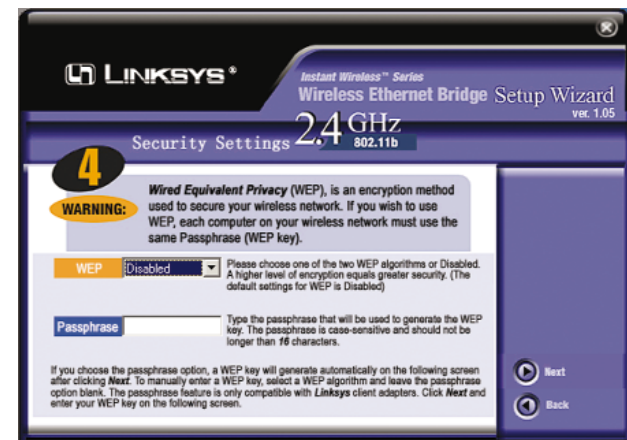 LINKSYS®
Instant Wireless™ Series
Wireless Ethernet Bridge Setup Wizard
ver. 1.05
2.4 GHz
802.11b
Security Settings
4
WARNING:
Wired Equivalent Privacy (WEP), is an encryption method
used to secure your wireless network. If you wish to use
WEP, each computer on your wireless network must use the
same Passphrase (WEP key).
WEP
Disabled
Please choose one of the two WEP algorithms or Disabled.
A higher level of encryption equals greater security. (The
default settings for WEP is Disabled)
Passphrase
Type the passphrase that will be used to generate the WEP
key. The passphrase is case-sensitive and should not be
longer than 16 characters.
If you choose the passphrase option, a WEP key will generate automatically on the following screen
after clicking Next. To manually enter a WEP key, select a WEP algorithm and leave the passphrase
option blank. The passphrase feature is only compatible with Linksys client adapters. Click Next and
enter your WEP key on the following screen.
Next
Back